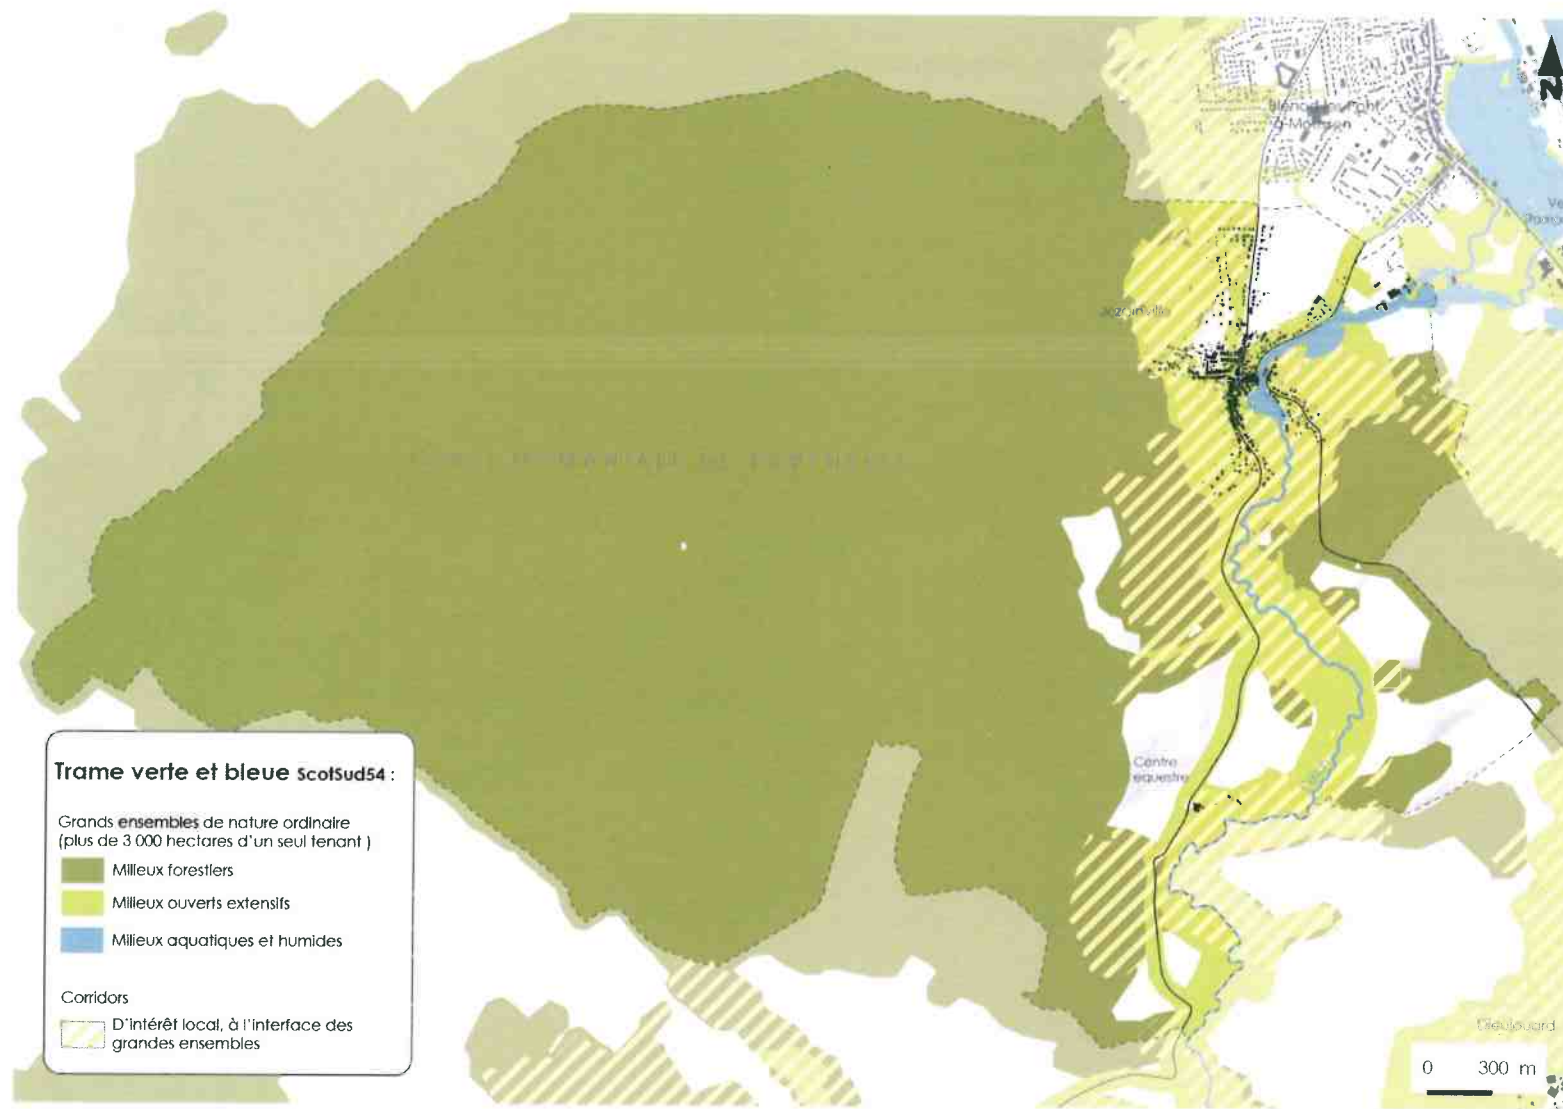 N
Jezainville
Centre
équestre
Dieulouard
Trame verte et bleue ScotSud54 :
Grands ensembles de nature ordinaire
(plus de 3 000 hectares d'un seul tenant )
Milieux forestiers
Milieux ouverts extensifs
Milieux aquatiques et humides
Corridors
D'intérêt local, à l'interface des
grandes ensembles
0 300 m